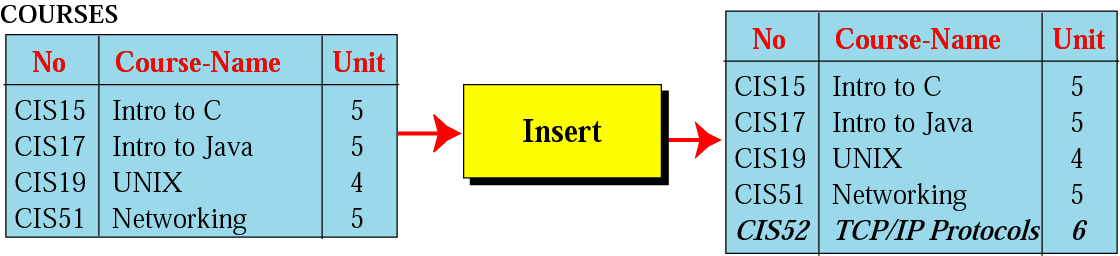 COURSES
No Course-Name Unit
CIS15 Intro to C 5
CIS17 Intro to Java 5
CIS19 UNIX 4
CIS51 Networking 5
Insert
No Course-Name Unit
CIS15 Intro to C 5
CIS17 Intro to Java 5
CIS19 UNIX 4
CIS51 Networking 5
CIS52 TCP/IP Protocols 6